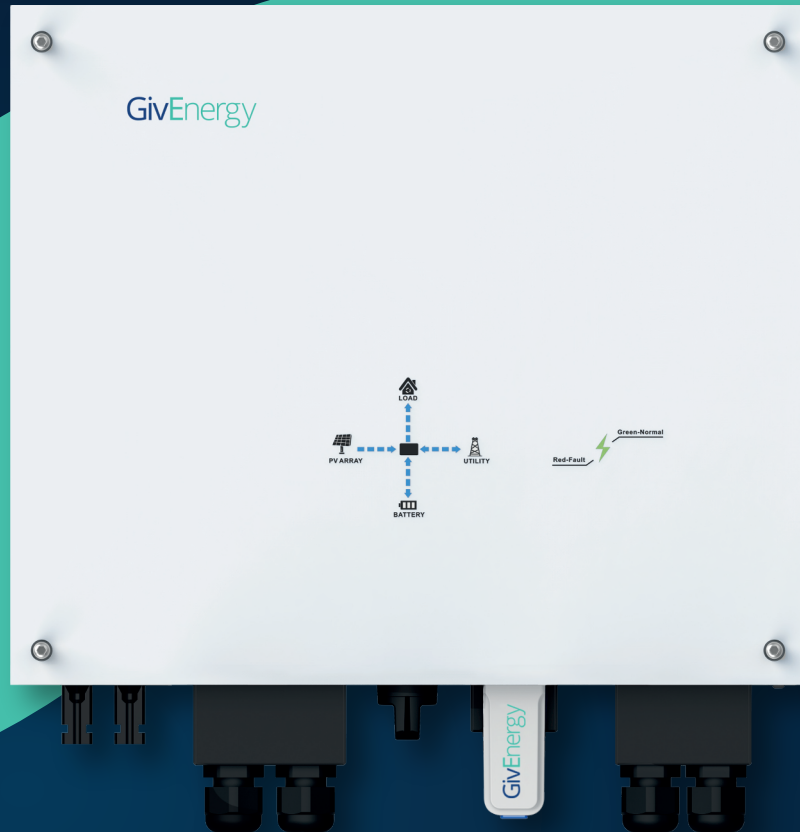 GivEnergy
LOAD
PV ARRAY
UTILITY
BATTERY
Green-Normal
Red-Fault
GivEnergy